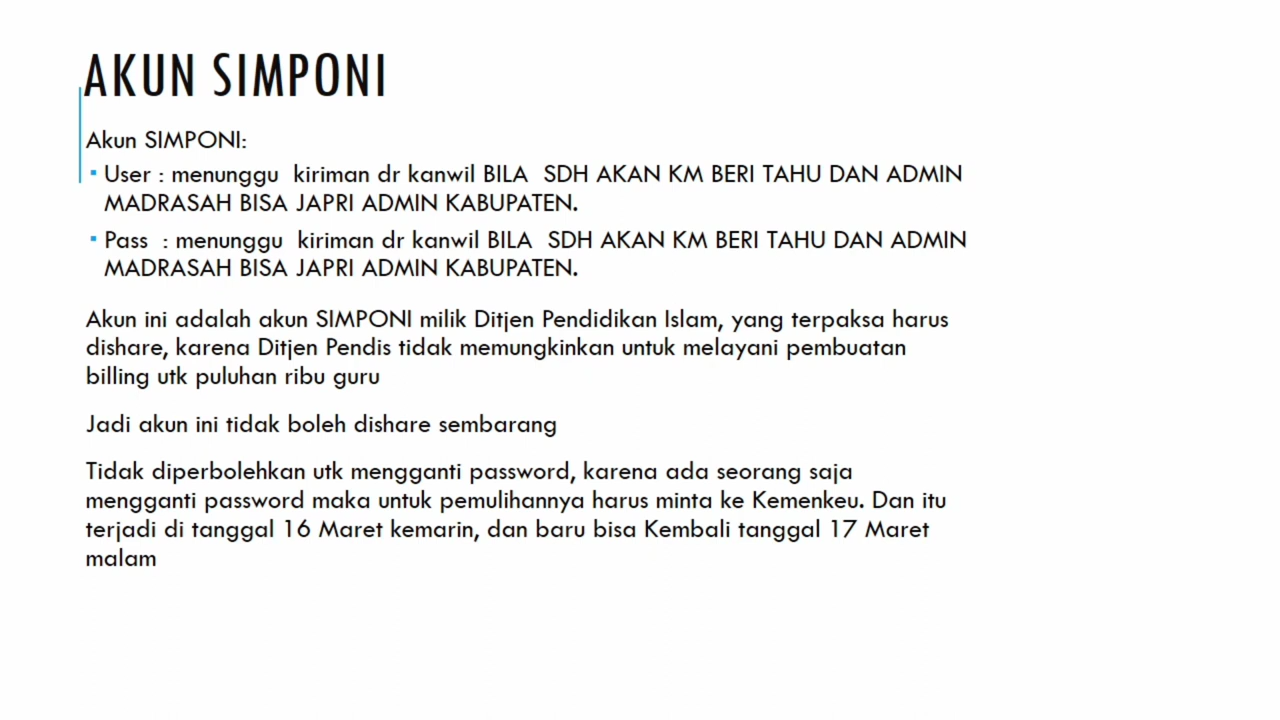 AKUN SIMPONI
Akun SIMPONI:
▪ User : menunggu  kiriman dr kanwil BILA  SDH AKAN KM BERI TAHU DAN ADMIN
MADRASAH BISA JAPRI ADMIN KABUPATEN.
▪ Pass  : menunggu  kiriman dr kanwil BILA  SDH AKAN KM BERI TAHU DAN ADMIN
MADRASAH BISA JAPRI ADMIN KABUPATEN.
Akun ini adalah akun SIMPONI milik Ditjen Pendidikan Islam, yang terpaksa harus
dishare, karena Ditjen Pendis tidak memungkinkan untuk melayani pembuatan
billing utk puluhan ribu guru
Jadi akun ini tidak boleh dishare sembarang
Tidak diperbolehkan utk mengganti password, karena ada seorang saja
mengganti password maka untuk pemulihannya harus minta ke Kemenkeu. Dan itu
terjadi di tanggal 16 Maret kemarin, dan baru bisa Kembali tanggal 17 Maret
malam